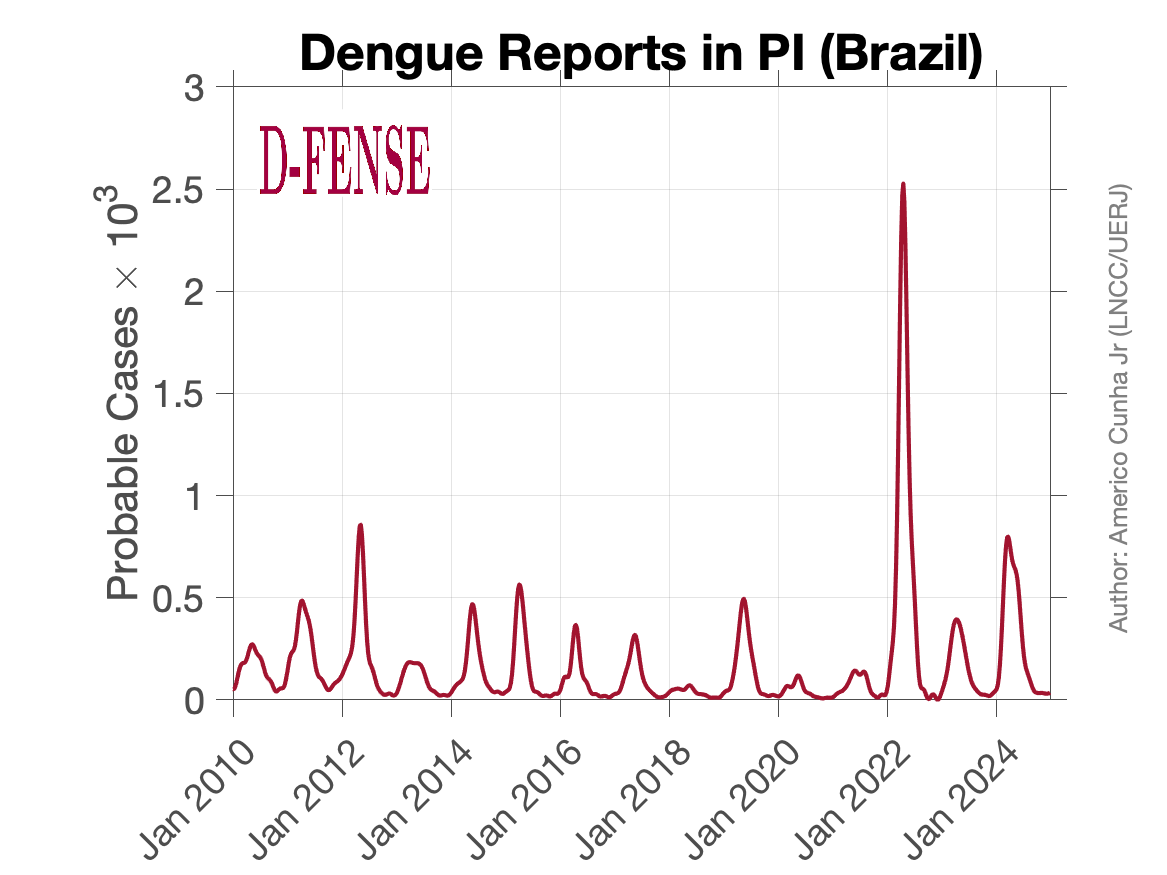 Dengue Reports in PI (Brazil)
D-FENSE
3
2.5
2
1.5
1
0.5
0
Probable Cases × 10³
Jan 2010
Jan 2012
Jan 2014
Jan 2016
Jan 2018
Jan 2020
Jan 2022
Jan 2024
Author: Americo Cunha Jr (LNCC/UERJ)